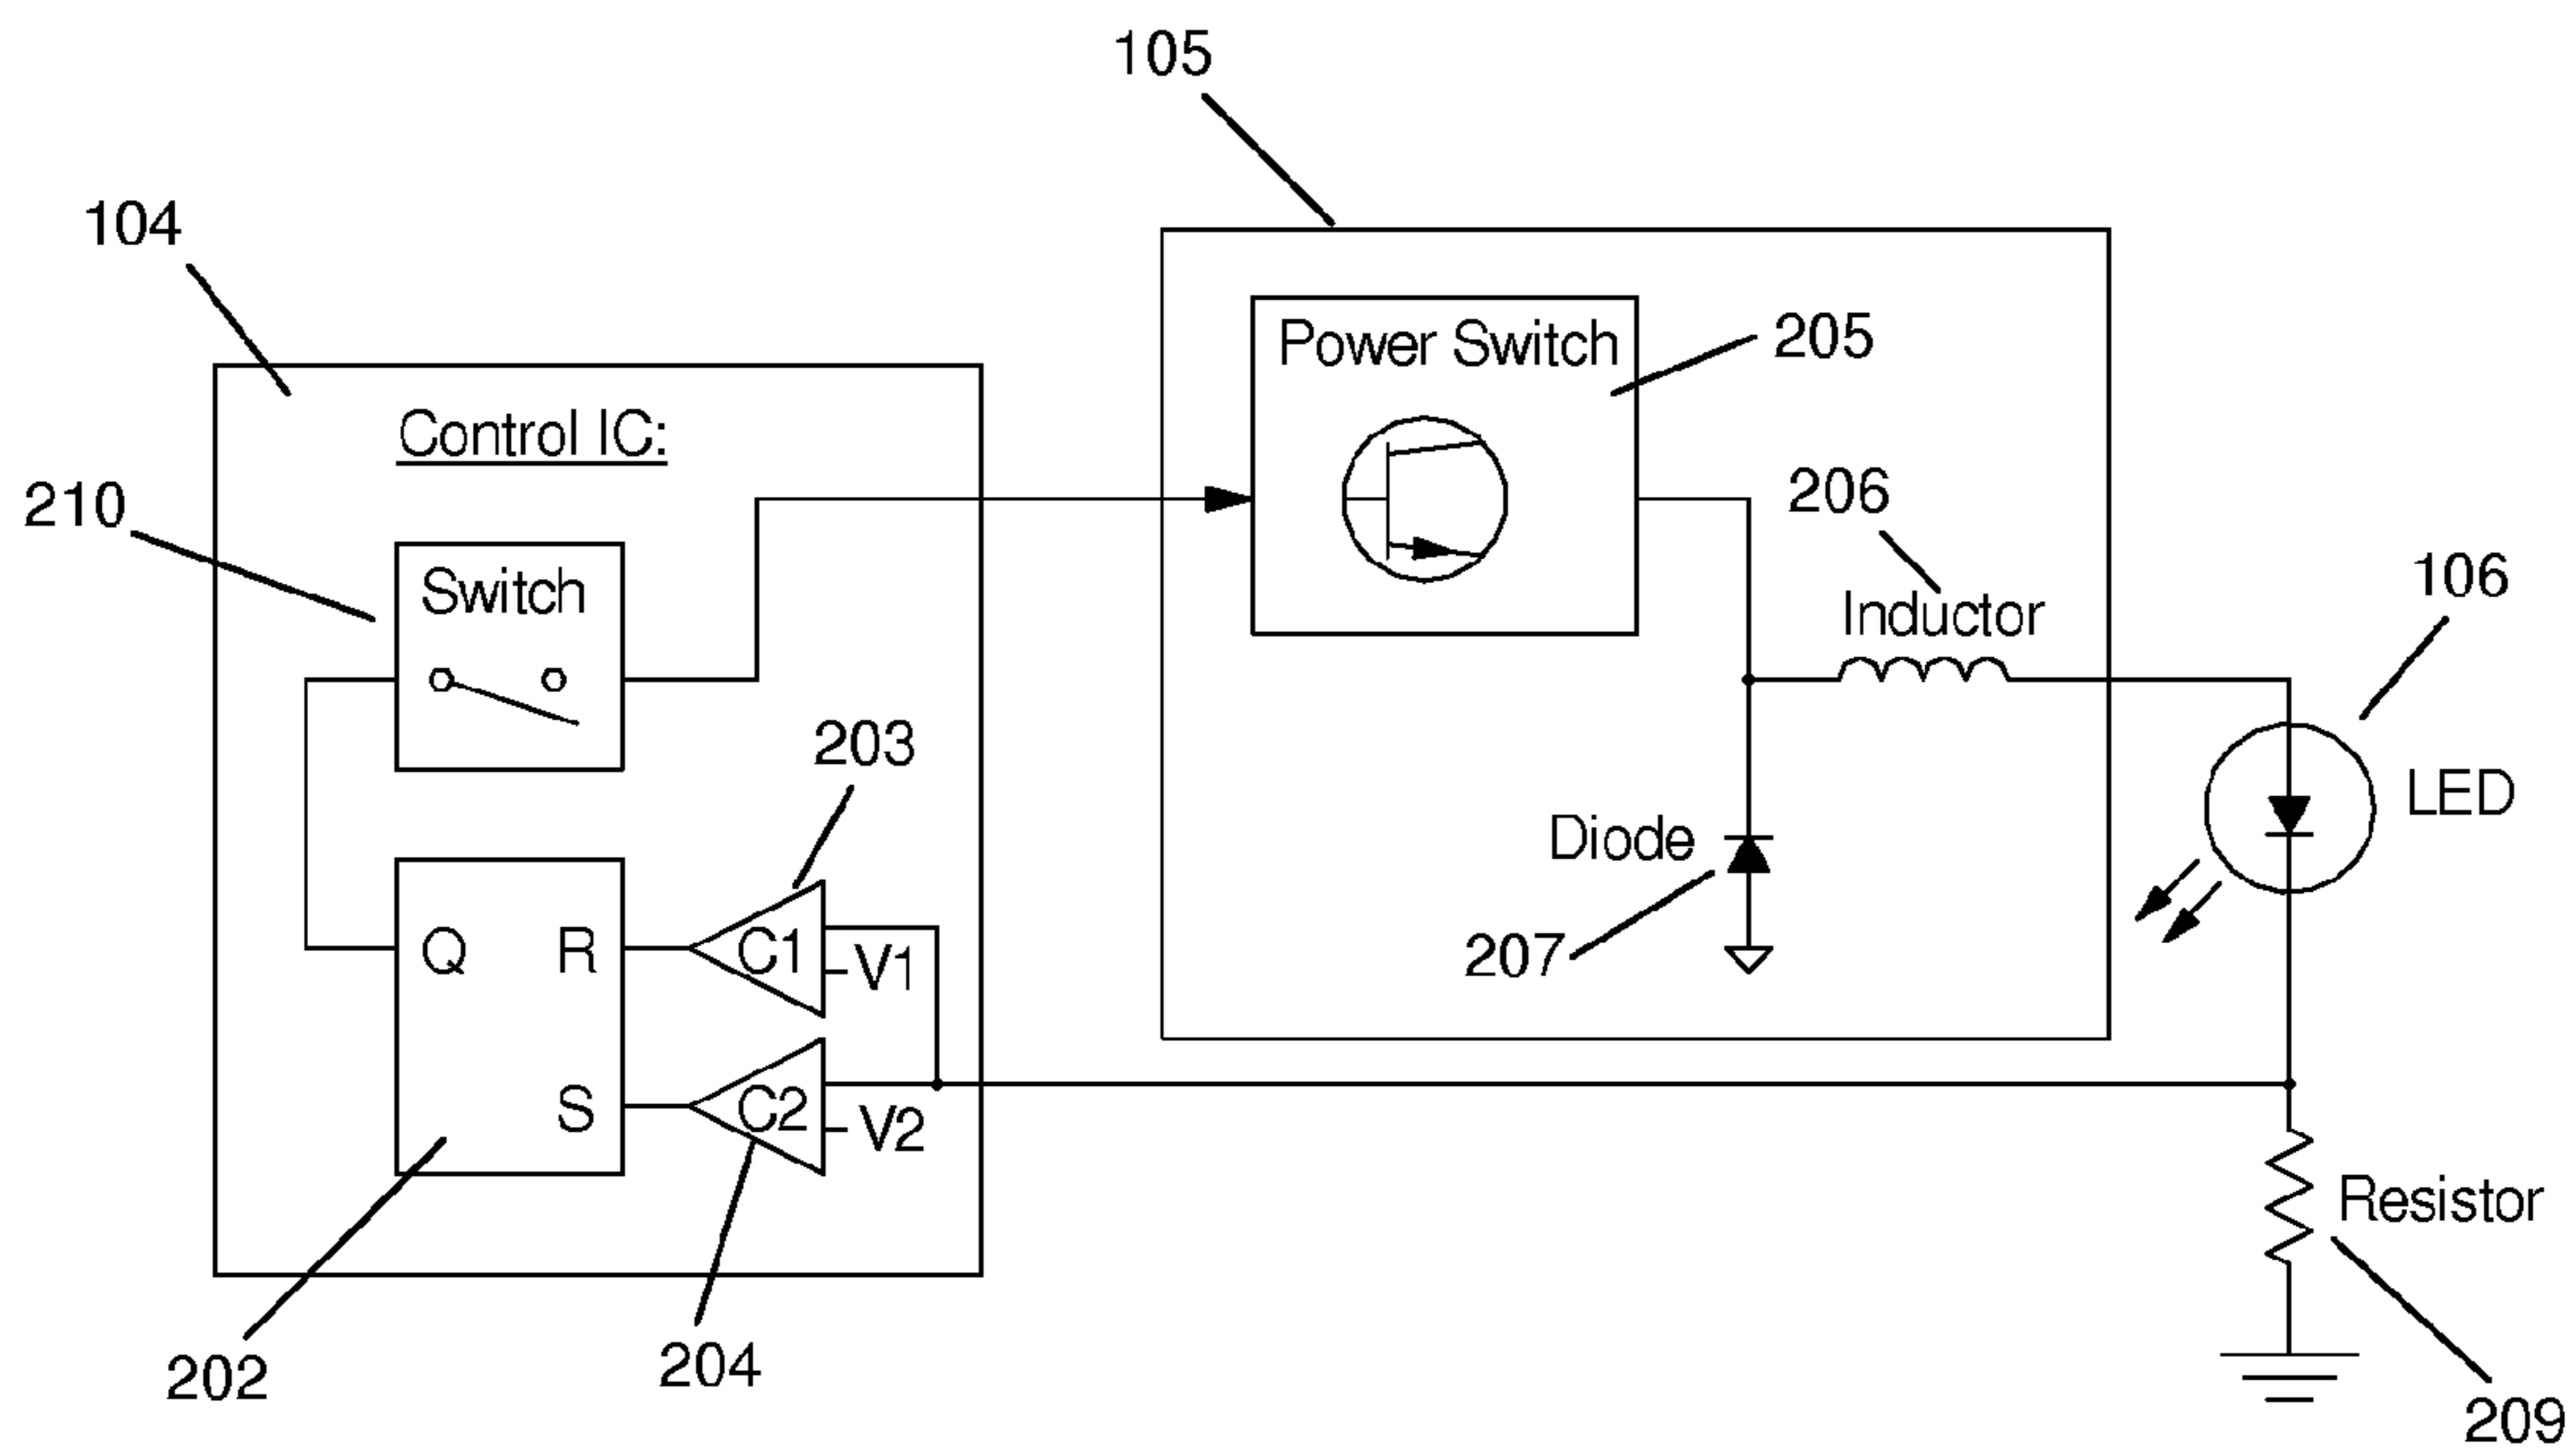 105
104
Power Switch
205
Control IC:
210
206
Switch
Inductor
106
203
LED
Diode
Q
R
C1
V1
207
S
C2
V2
Resistor
202
204
209